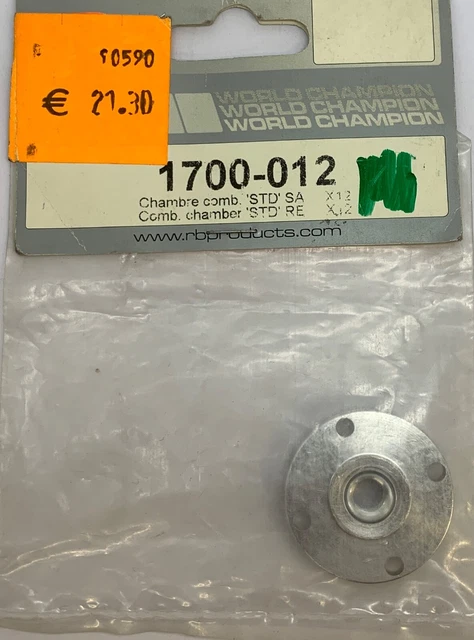 90590
€ 21.30
WORLD CHAMPION
WORLD CHAMPION
WORLD CHAMPION
1700-012
Chambre comb. 'STD' SA X12
Comb. chamber 'STD' RE X12
www.rbproducts.com